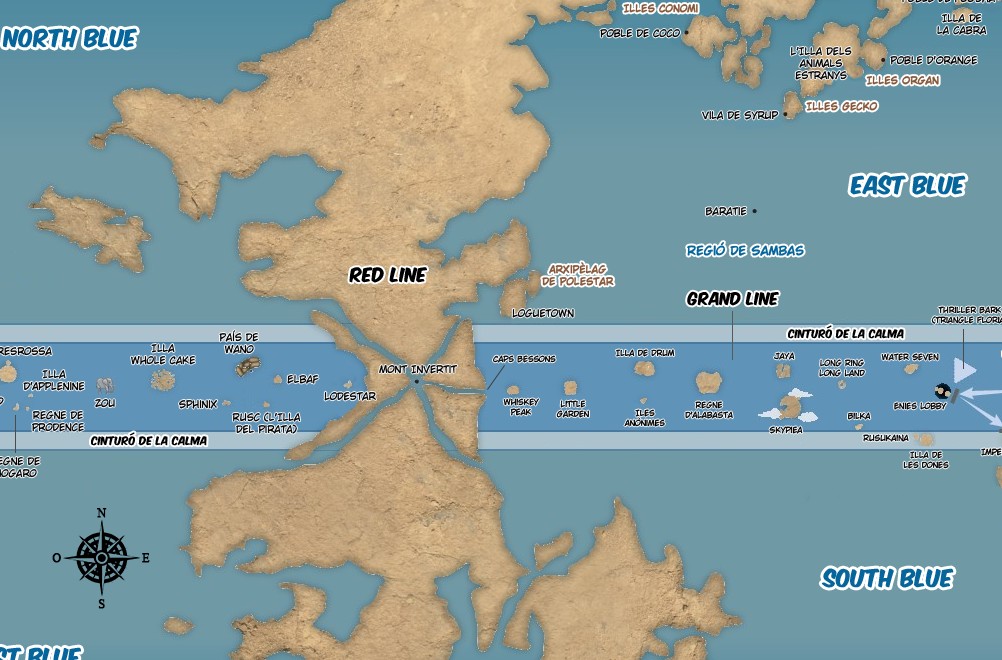 ILLES CONOMI
ILLA DE
LA CABRA
NORTH BLUE
POBLE DE COCO
L'ILLA DELS
ANIMALS
ESTRANYS
POBLE D'ORANGE
ILLES ORGAN
ILLES GECKO
VILA DE SYRUP
EAST BLUE
BARATIE
REGIÓ DE SAMBAS
RED LINE
ARXIPÈLAG
DE POLESTAR
GRAND LINE
LOGUETOWN
THRILLER BARK
(TRIANGLE FLORIA
CINTURÓ DE LA CALMA
RESROSSA
ILLA
WHOLE CAKE
PAÍS DE
WANO
MONT INVERTIT
CAPS BESSONS
ILLA DE DRUM
JAYA
LONG RING
LONG LAND
WATER SEVEN
ILLA
D'APPLENINE
ZOU
ELBAF
LODESTAR
SPHINIX
WHISKEY
PEAK
LITTLE
GARDEN
ILES
ANÒNIMES
REGNE
D'ALABASTA
SKYPIEA
BILKA
ENIES LOBBY
REGNE DE
PRODENCE
RUSC (L'ILLA
DEL PIRATA)
CINTURÓ DE LA CALMA
RUSUKAINA
ILLA DE
LES DONES
IMPE
EGNE DE
OGARO
N
O
E
S
SOUTH BLUE
ST BLUE